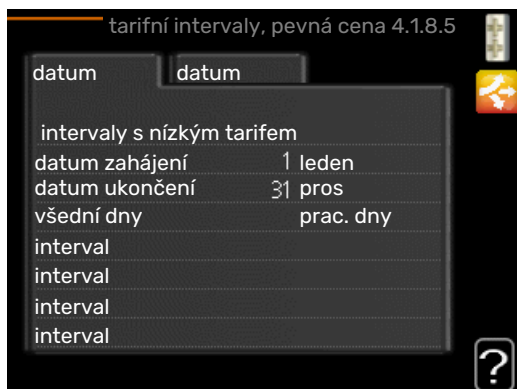 tarifní intervaly, pevná cena 4.1.8.5
datum datum
intervaly s nízkým tarifem
datum zahájení 1 leden
datum ukončení 31 pros
všední dny prac. dny
interval
interval
interval
interval
?